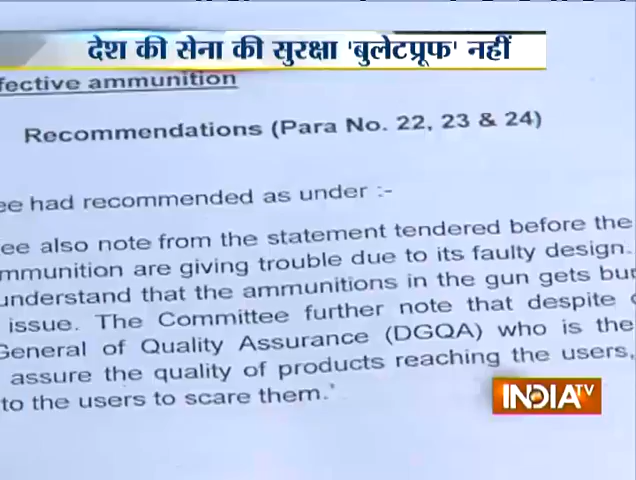 देश की सेना की सुरक्षा 'बुलेटप्रूफ' नहीं
fective ammunition
Recommendations (Para No. 22, 23 & 24)
ee had recommended as under :-
ee also note from the statement tendered before the
mmunition are giving trouble due to its faulty design.
understand that the ammunitions in the gun gets bur
issue. The Committee further note that despite
General of Quality Assurance (DGQA) who is the
assure the quality of products reaching the users,
to the users to scare them.'
INDIA TV